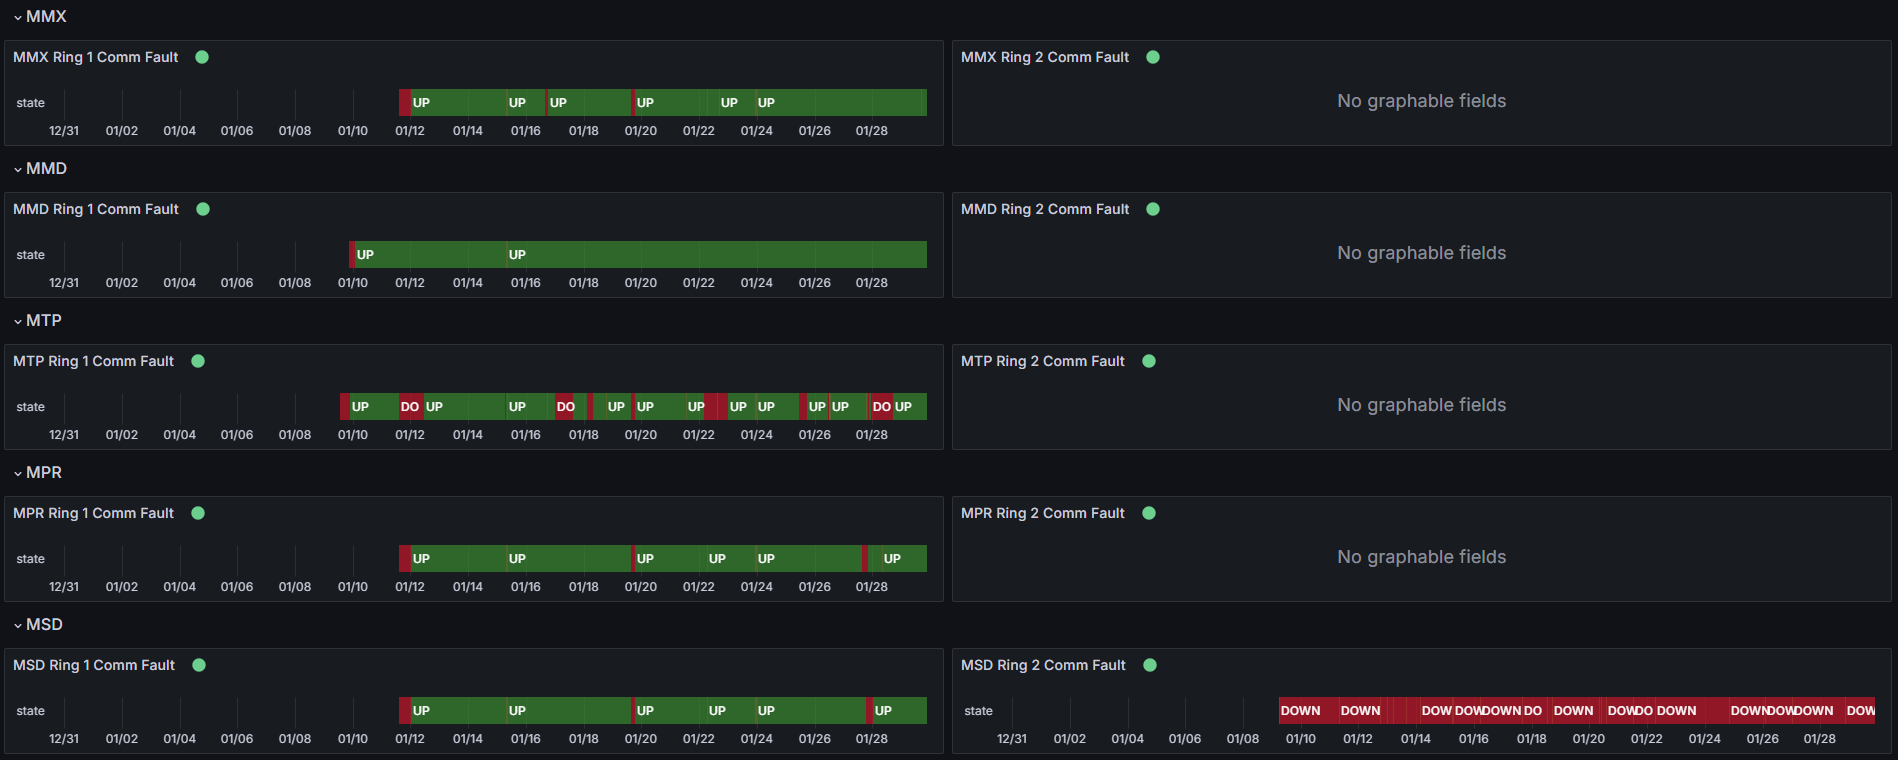 MMX
MMX Ring 1 Comm Fault
state
UP UP UP UP UP UP
12/31 01/02 01/04 01/06 01/08 01/10 01/12 01/14 01/16 01/18 01/20 01/22 01/24 01/26 01/28
MMX Ring 2 Comm Fault
No graphable fields
MMD
MMD Ring 1 Comm Fault
state
UP UP
12/31 01/02 01/04 01/06 01/08 01/10 01/12 01/14 01/16 01/18 01/20 01/22 01/24 01/26 01/28
MMD Ring 2 Comm Fault
No graphable fields
MTP
MTP Ring 1 Comm Fault
state
UP DO UP UP DO UP UP UP UP UP UP UP DO UP
12/31 01/02 01/04 01/06 01/08 01/10 01/12 01/14 01/16 01/18 01/20 01/22 01/24 01/26 01/28
MTP Ring 2 Comm Fault
No graphable fields
MPR
MPR Ring 1 Comm Fault
state
UP UP UP UP UP UP
12/31 01/02 01/04 01/06 01/08 01/10 01/12 01/14 01/16 01/18 01/20 01/22 01/24 01/26 01/28
MPR Ring 2 Comm Fault
No graphable fields
MSD
MSD Ring 1 Comm Fault
state
UP UP UP UP UP UP
12/31 01/02 01/04 01/06 01/08 01/10 01/12 01/14 01/16 01/18 01/20 01/22 01/24 01/26 01/28
MSD Ring 2 Comm Fault
state
DOWN DOWN DOW DOW DOWN DO DOWN DOW DO DOWN DOWN DOW DOWN DOW
12/31 01/02 01/04 01/06 01/08 01/10 01/12 01/14 01/16 01/18 01/20 01/22 01/24 01/26 01/28